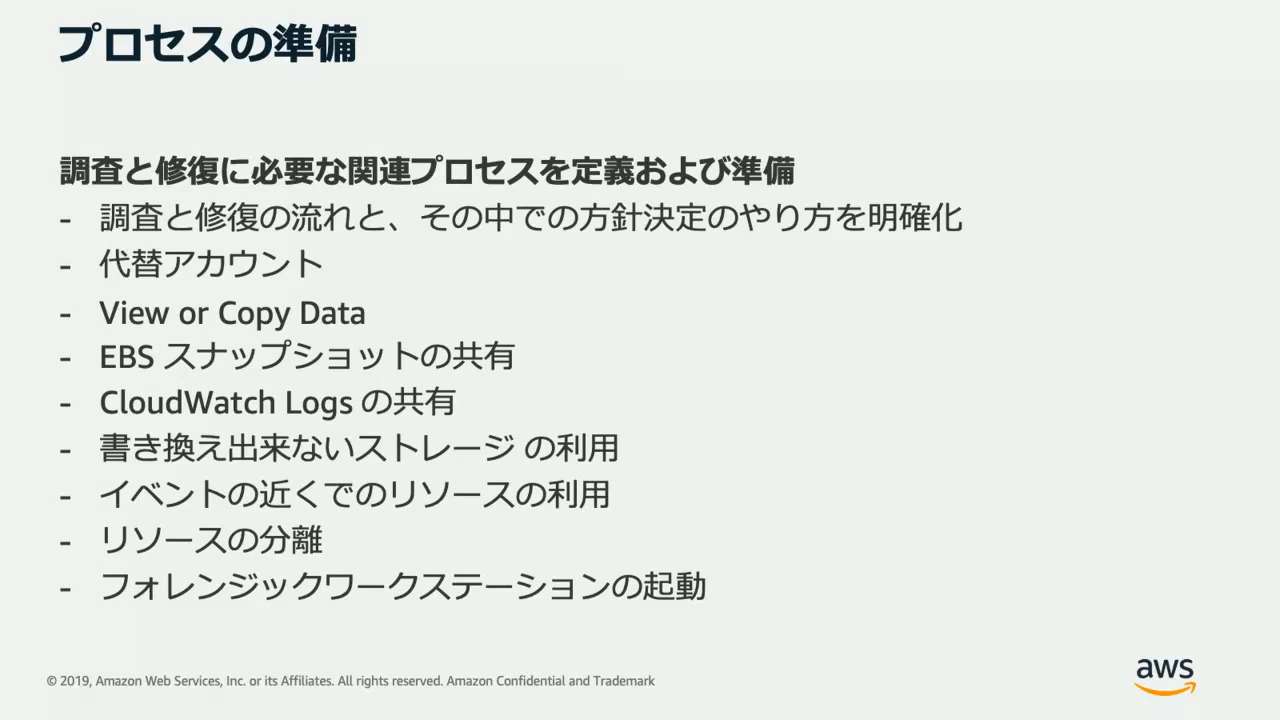 プロセスの準備
調査と修復に必要な関連プロセスを定義および準備
- 調査と修復の流れと、その中での方針決定のやり方を明確化
- 代替アカウント
- View or Copy Data
- EBS スナップショットの共有
- CloudWatch Logs の共有
- 書き換え出来ないストレージ の利用
- イベントの近くでのリソースの利用
- リソースの分離
- フォレンジックワークステーションの起動
© 2019, Amazon Web Services, Inc. or its Affiliates. All rights reserved. Amazon Confidential and Trademark
aws